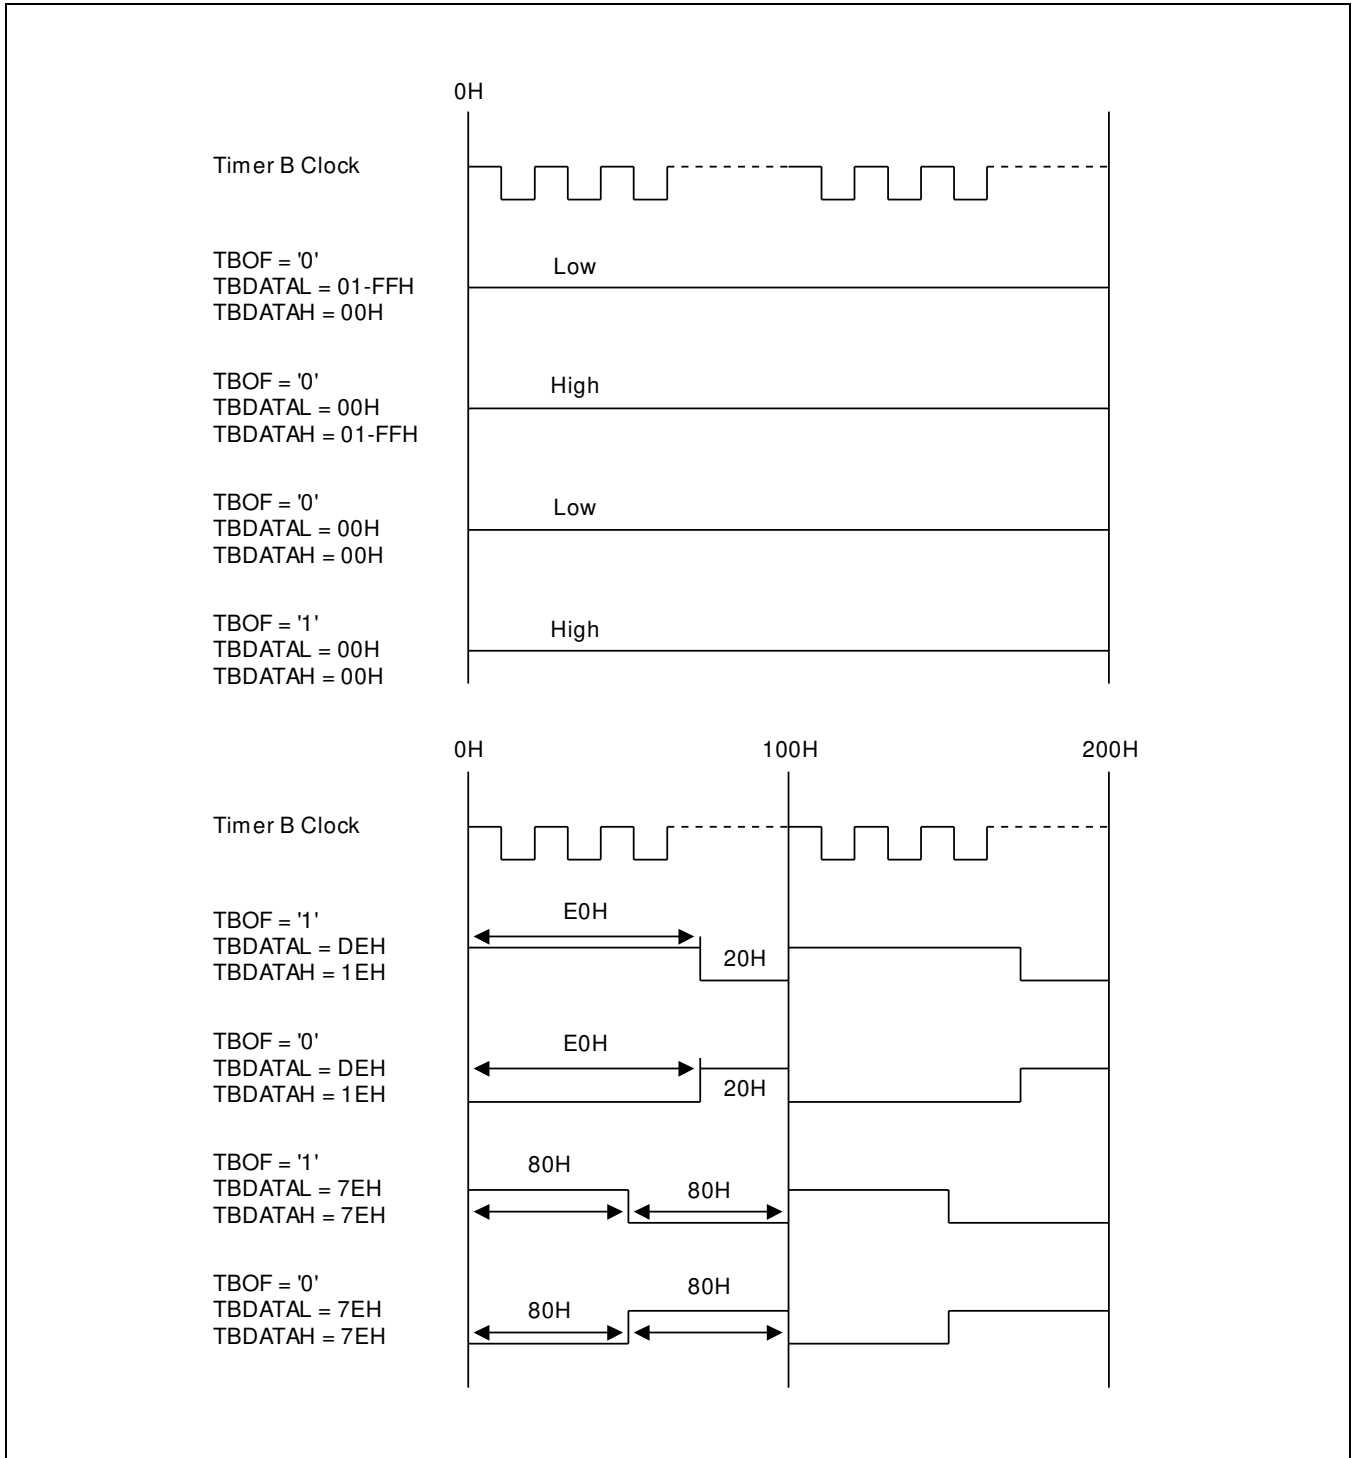 0H
Timer B Clock
TBOF = '0'
TBDATAL = 01-FFH
TBDATAH = 00H
Low
TBOF = '0'
TBDATAL = 00H
TBDATAH = 01-FFH
High
TBOF = '0'
TBDATAL = 00H
TBDATAH = 00H
Low
TBOF = '1'
TBDATAL = 00H
TBDATAH = 00H
High
0H
100H
200H
Timer B Clock
TBOF = '1'
TBDATAL = DEH
TBDATAH = 1EH
E0H
20H
TBOF = '0'
TBDATAL = DEH
TBDATAH = 1EH
E0H
20H
TBOF = '1'
TBDATAL = 7EH
TBDATAH = 7EH
80H
80H
TBOF = '0'
TBDATAL = 7EH
TBDATAH = 7EH
80H
80H